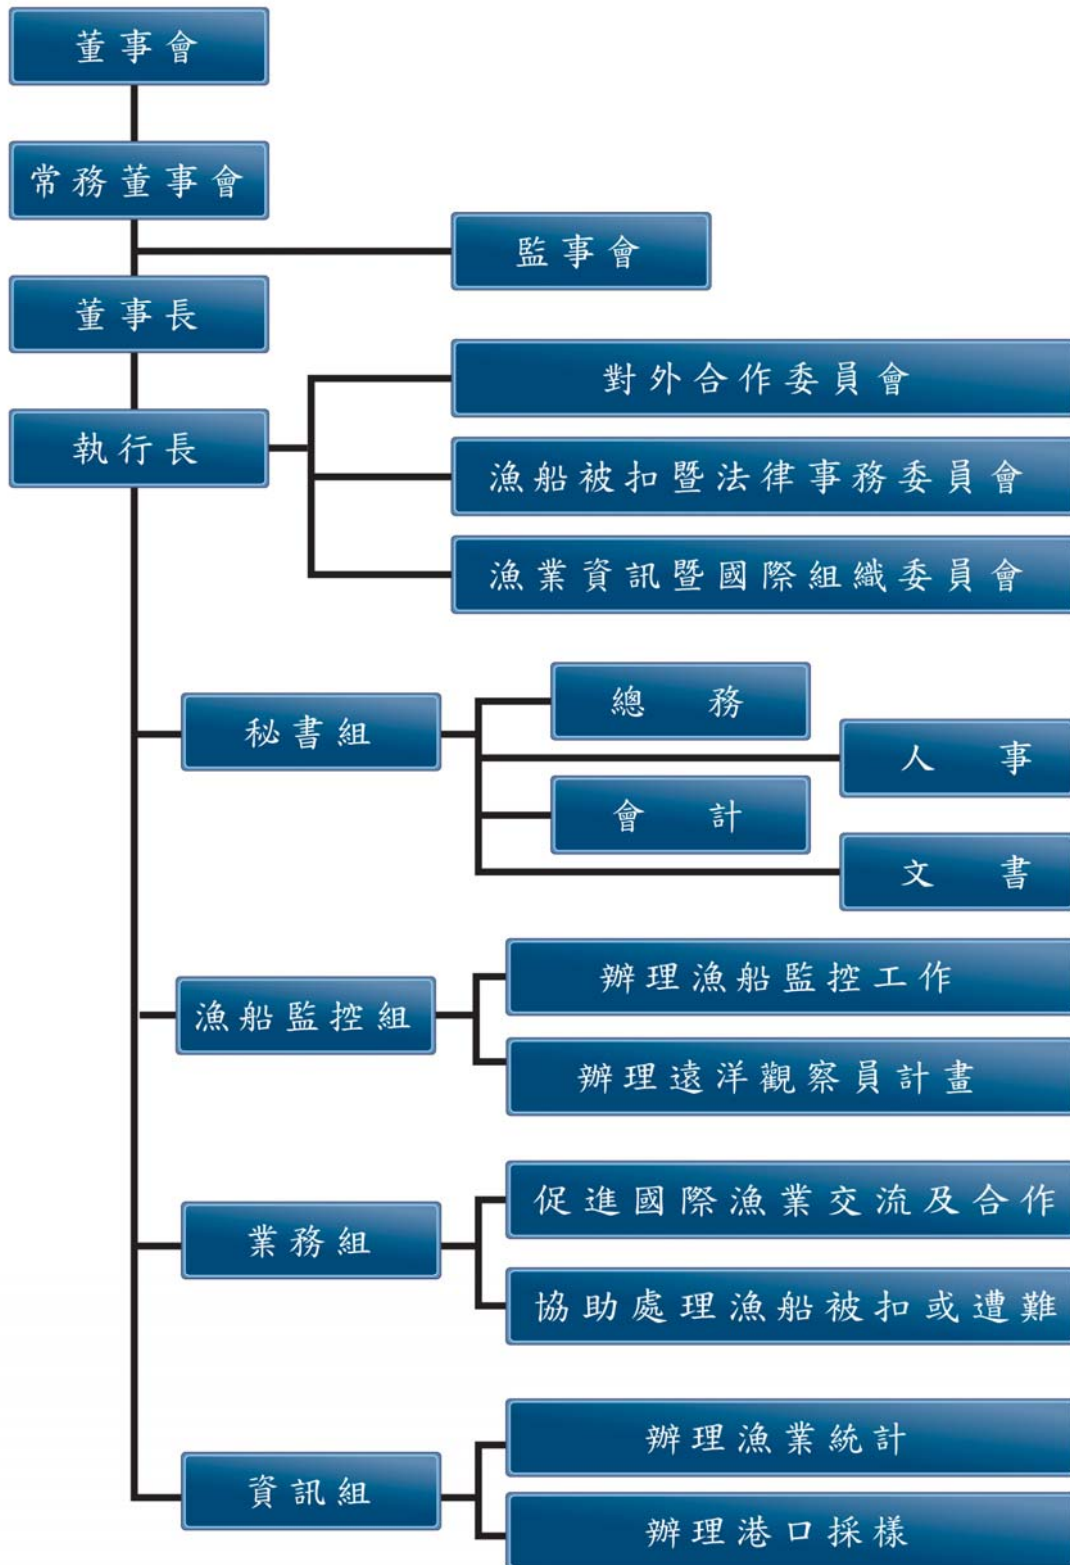 董事會
常務董事會
監事會
董事長
對外合作委員會
執行長
漁船被扣暨法律事務委員會
漁業資訊暨國際組織委員會
總務
秘書組
人事
會計
文書
辦理漁船監控工作
漁船監控組
辦理遠洋觀察員計畫
促進國際漁業交流及合作
業務組
協助處理漁船被扣或遭難
辦理漁業統計
資訊組
辦理港口採樣